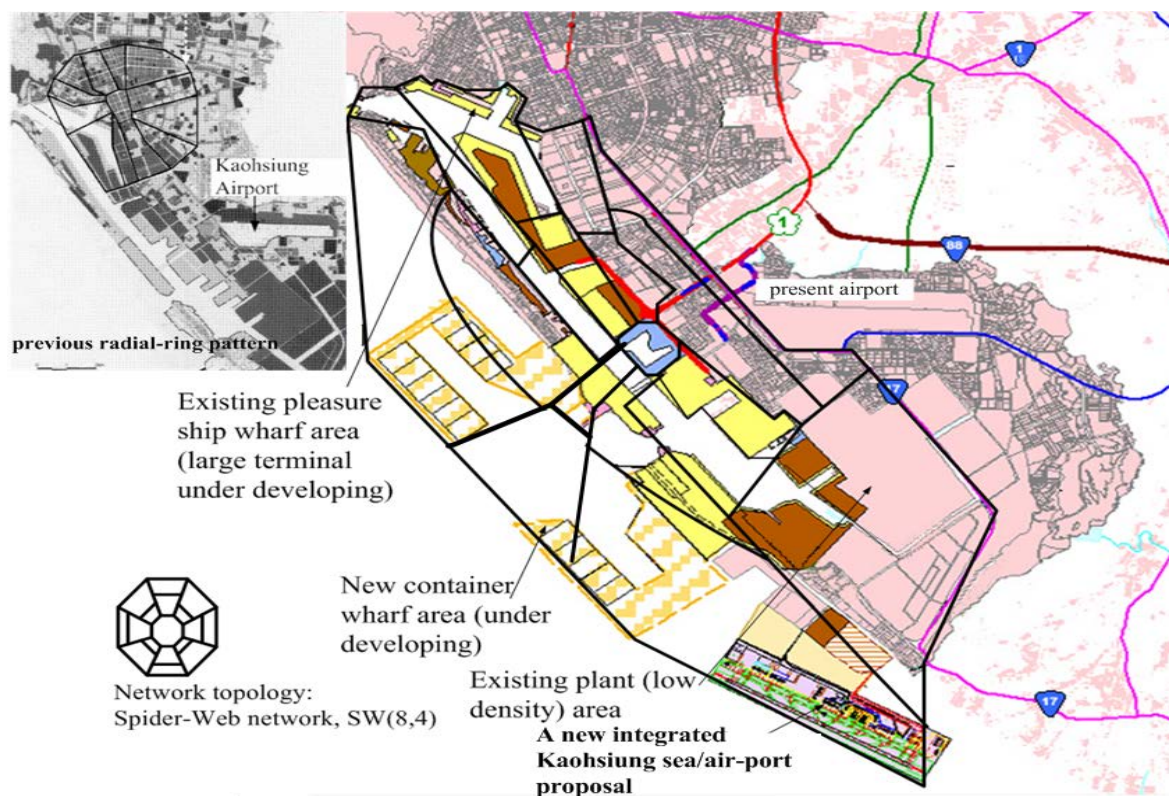 Kaohsiung
Airport
previous radial-ring pattern
1
1
88
present airport
17
Existing pleasure
ship wharf area
(large terminal
under developing)
New container
wharf area (under
developing)
Network topology:
Spider-Web network, SW(8,4)
Existing plant (low
density) area
A new integrated
Kaohsiung sea/air-port
proposal